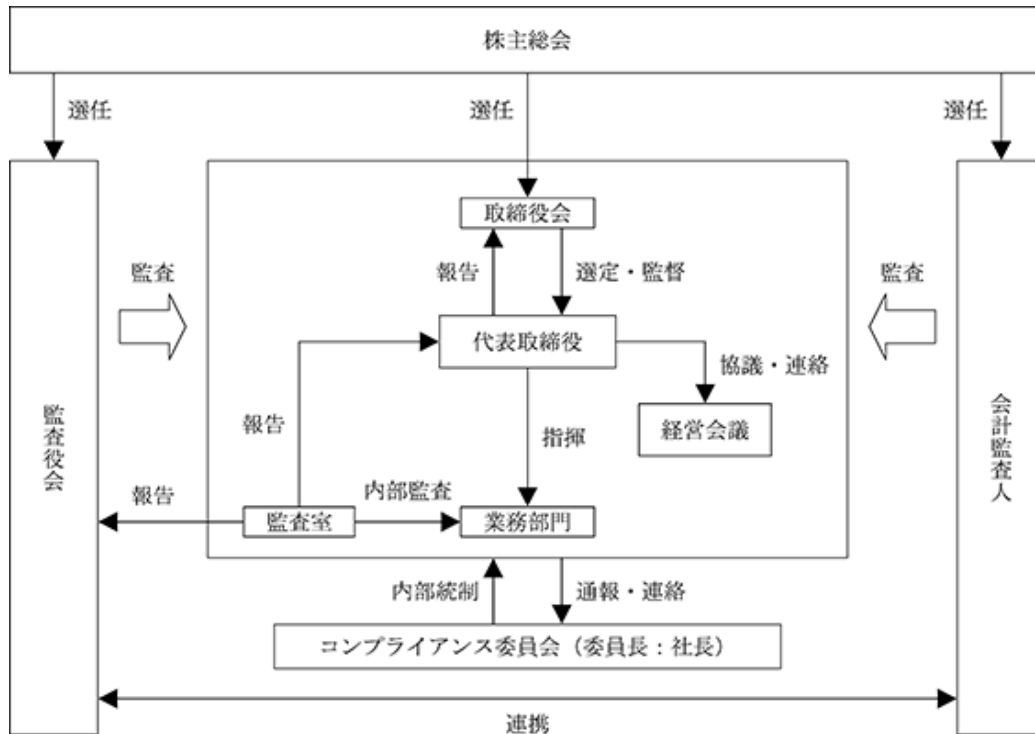 株主総会
選任
選任
選任
取締役会
報告
選定・監督
監査
監査
代表取締役
協議・連絡
経営会議
報告
指揮
監査役会
会計監査人
報告
内部監査
監査室
業務部門
内部統制
通報・連絡
コンプライアンス委員会（委員長：社長）
連携